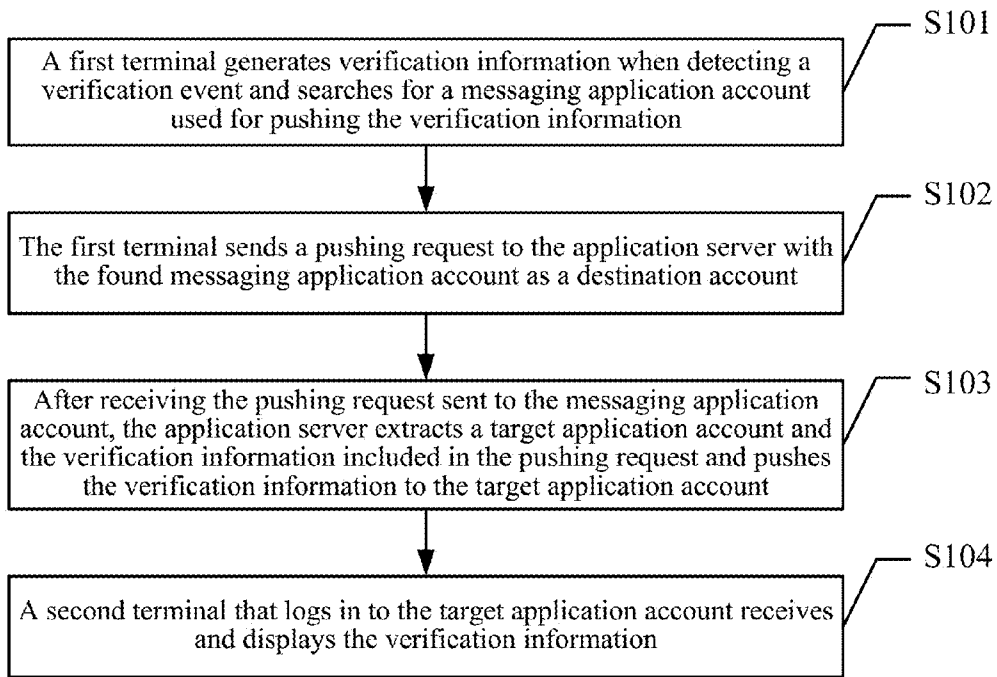 S101
A first terminal generates verification information when detecting a
verification event and searches for a messaging application account
used for pushing the verification information
S102
The first terminal sends a pushing request to the application server with
the found messaging application account as a destination account
S103
After receiving the pushing request sent to the messaging application
account, the application server extracts a target application account and
the verification information included in the pushing request and pushes
the verification information to the target application account
S104
A second terminal that logs in to the target application account receives
and displays the verification information